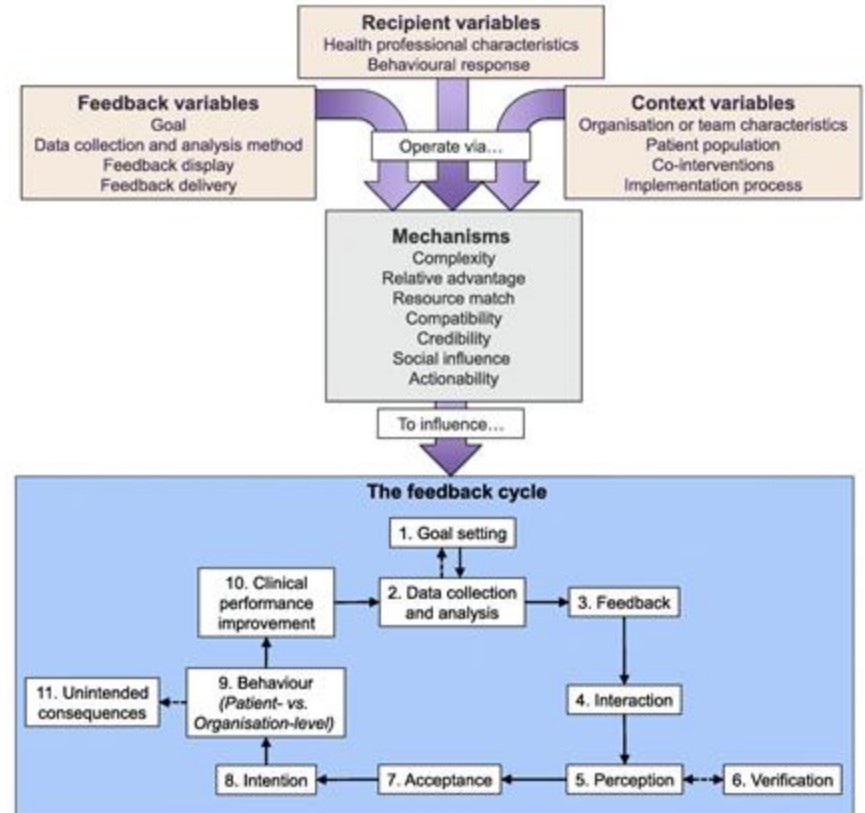 Recipient variables
Health professional characteristics
Behavioural response
Feedback variables
Goal
Data collection and analysis method
Feedback display
Feedback delivery
Context variables
Organisation or team characteristics
Patient population
Co-interventions
Implementation process
Operate via...
Mechanisms
Complexity
Relative advantage
Resource match
Compatibility
Credibility
Social influence
Actionability
To influence...
The feedback cycle
1. Goal setting
2. Data collection
and analysis
3. Feedback
4. Interaction
5. Perception
6. Verification
7. Acceptance
8. Intention
9. Behaviour
(Patient- vs.
Organisation-level)
10. Clinical
performance
improvement
11. Unintended
consequences